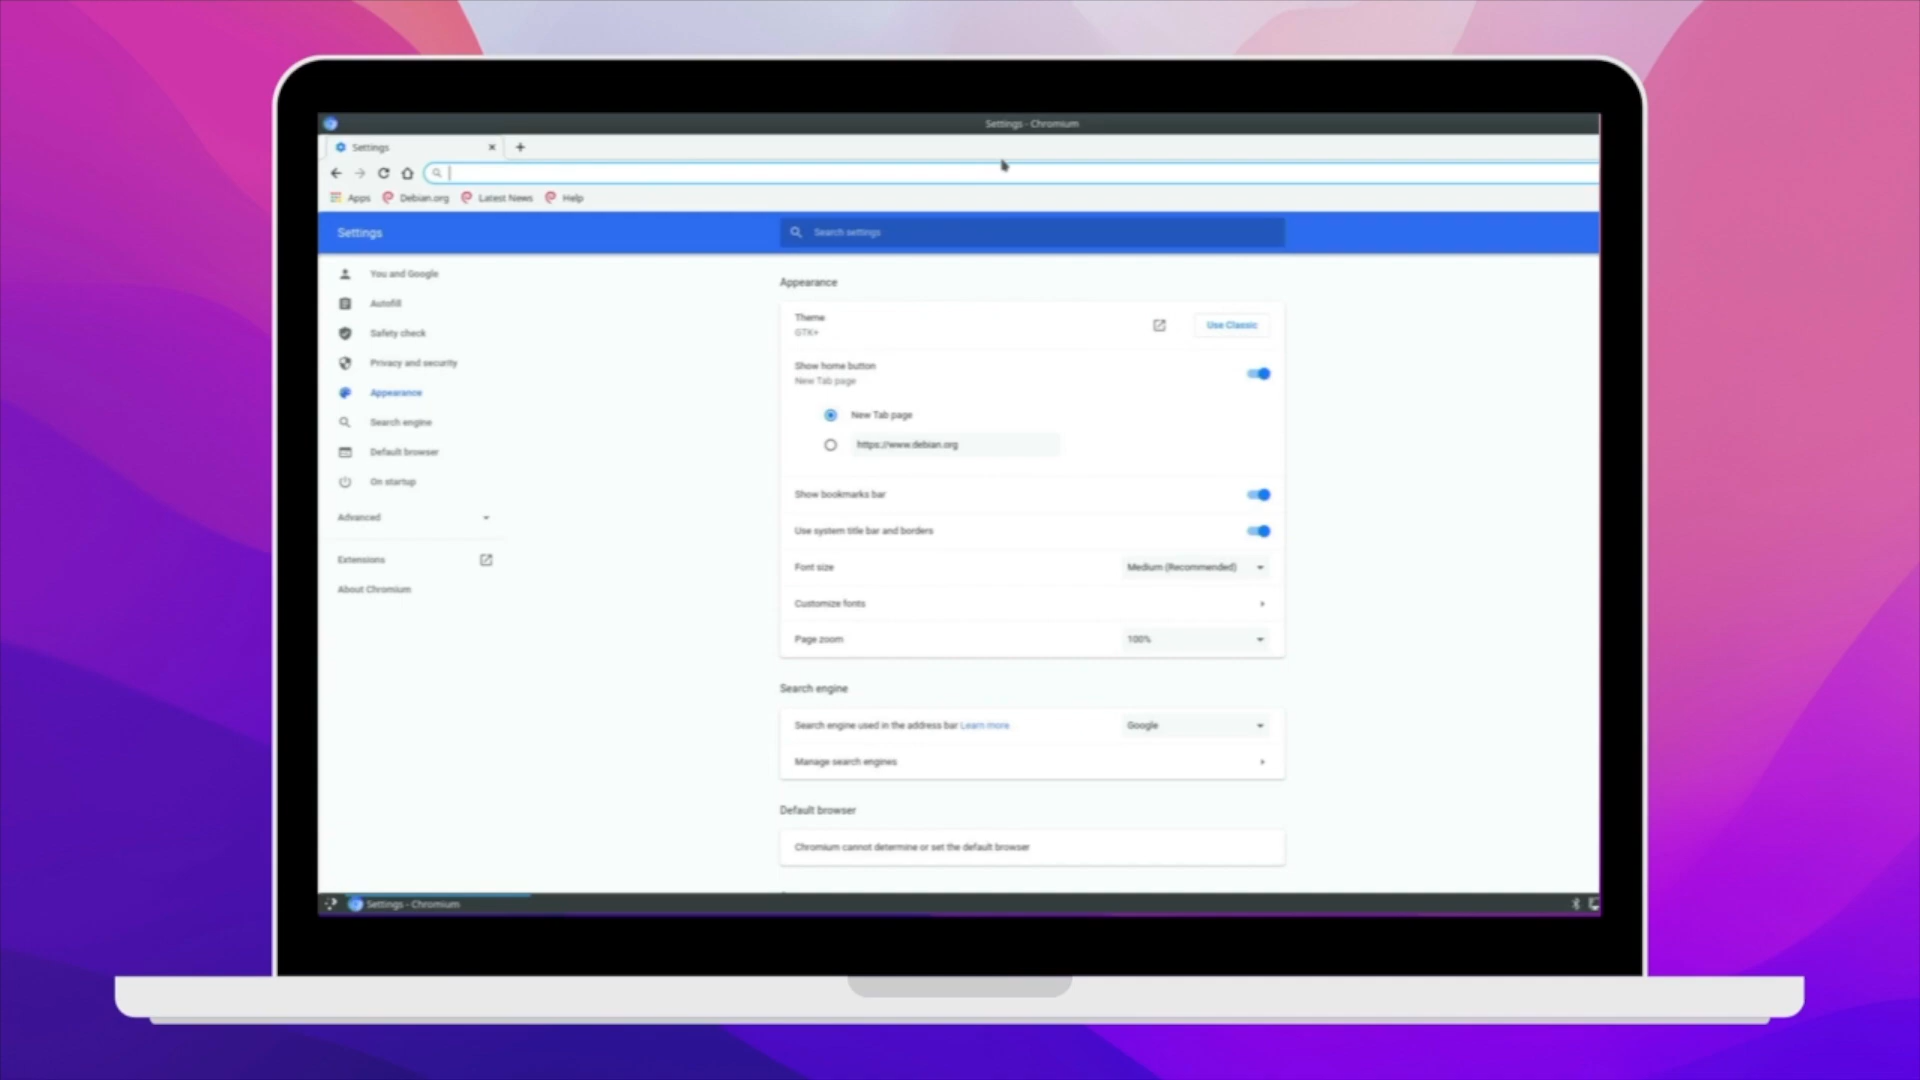 Settings - Chromium
Settings
Apps Debian.org Latest News Help
Settings
Search settings
You and Google
Autofill
Safety check
Privacy and security
Appearance
Search engine
Default browser
On startup
Advanced
Extensions
About Chromium
Appearance
Theme
GTK+
Use Classic
Show home button
New Tab page
New Tab page
https://www.debian.org
Show bookmarks bar
Use system title bar and borders
Font size Medium (Recommended)
Customize fonts
Page zoom 100%
Search engine
Search engine used in the address bar Learn more Google
Manage search engines
Default browser
Chromium cannot determine or set the default browser
Settings - Chromium